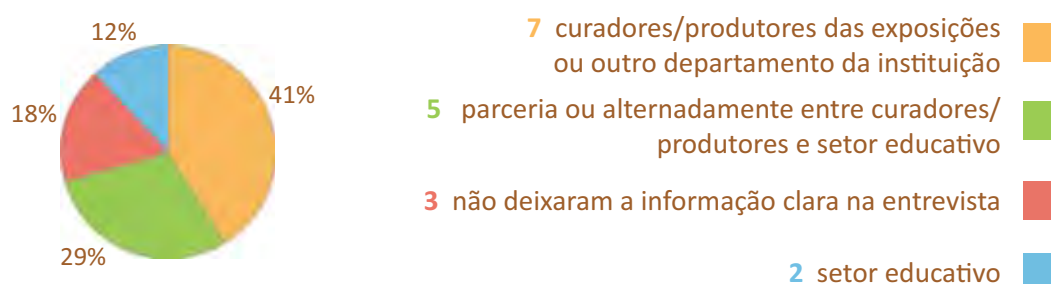 12%
41%
18%
29%
7 curadores/produtores das exposições
ou outro departamento da instituição
5 parceria ou alternadamente entre curadores/
produtores e setor educativo
3 não deixaram a informação clara na entrevista
2 setor educativo